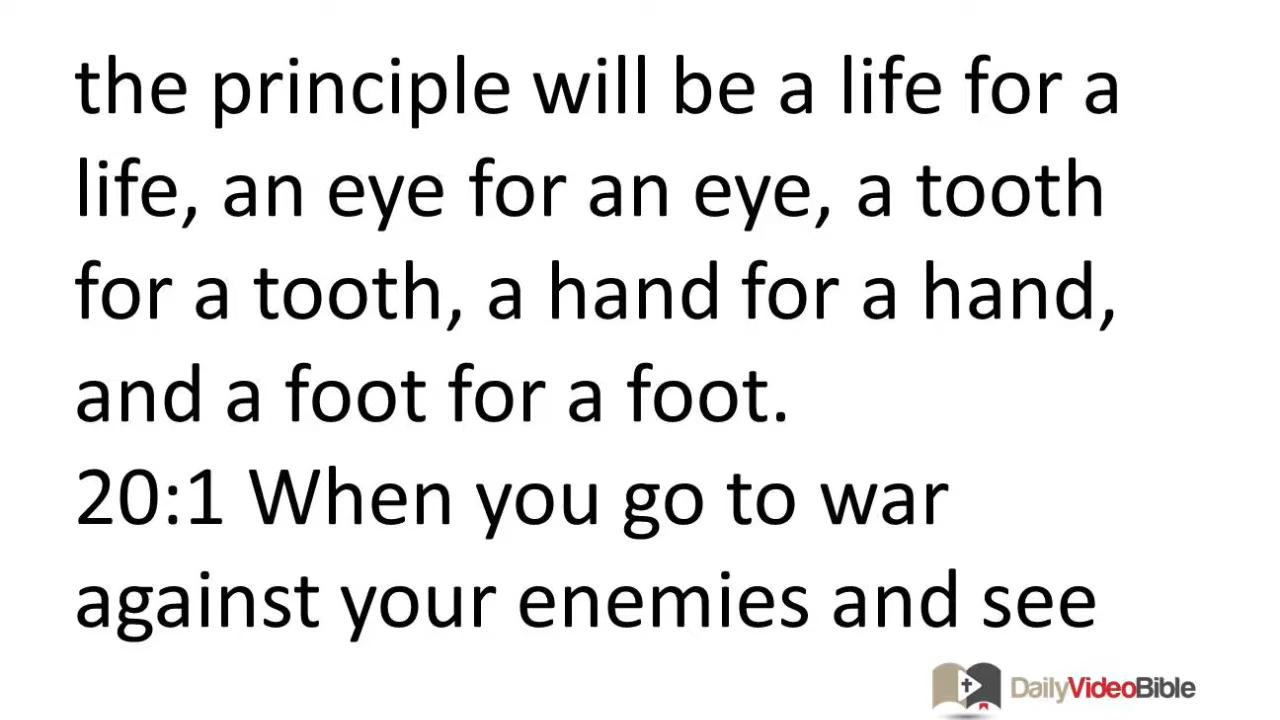 the principle will be a life for a
life, an eye for an eye, a tooth
for a tooth, a hand for a hand,
and a foot for a foot.
20:1 When you go to war
against your enemies and see
DailyVideoBible